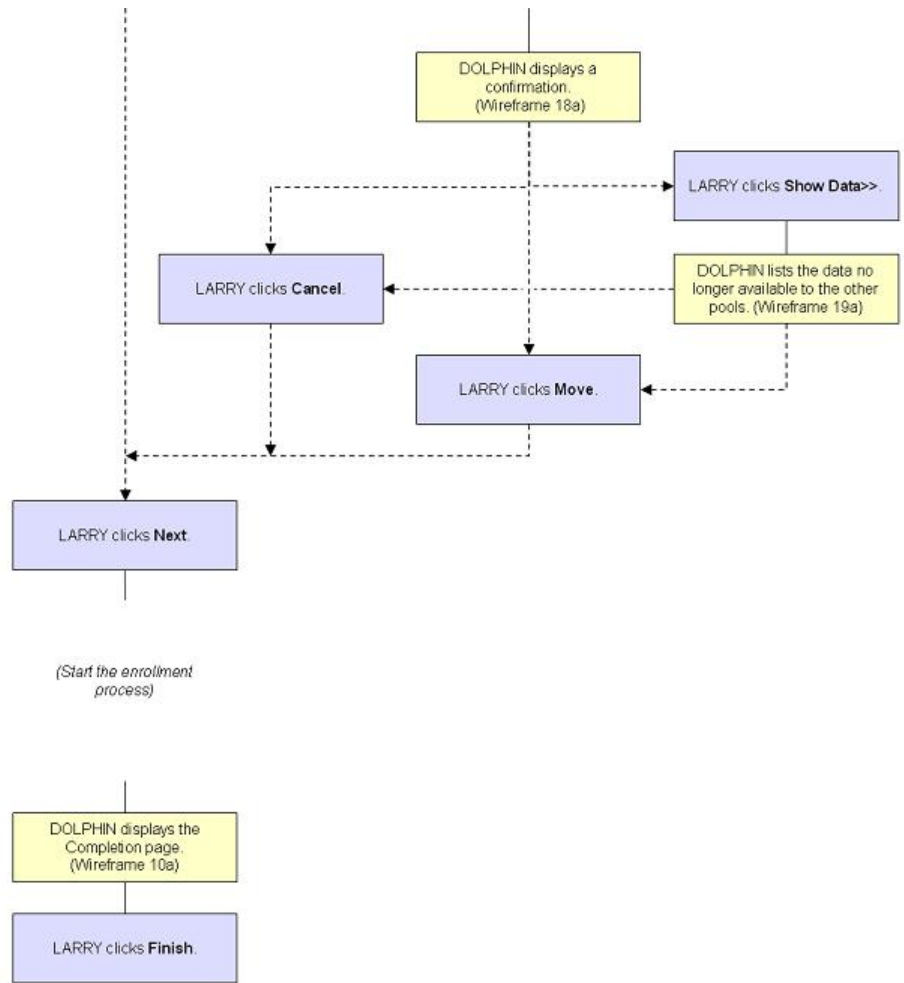 DOLPHIN displays a
confirmation.
(Wireframe 18a)
LARRY clicks Show Data>>.
LARRY clicks Cancel.
DOLPHIN lists the data no
longer available to the other
pools. (Wireframe 19a)
LARRY clicks Move.
LARRY clicks Next.
(Start the enrollment
process)
DOLPHIN displays the
Completion page.
(Wireframe 10a)
LARRY clicks Finish.